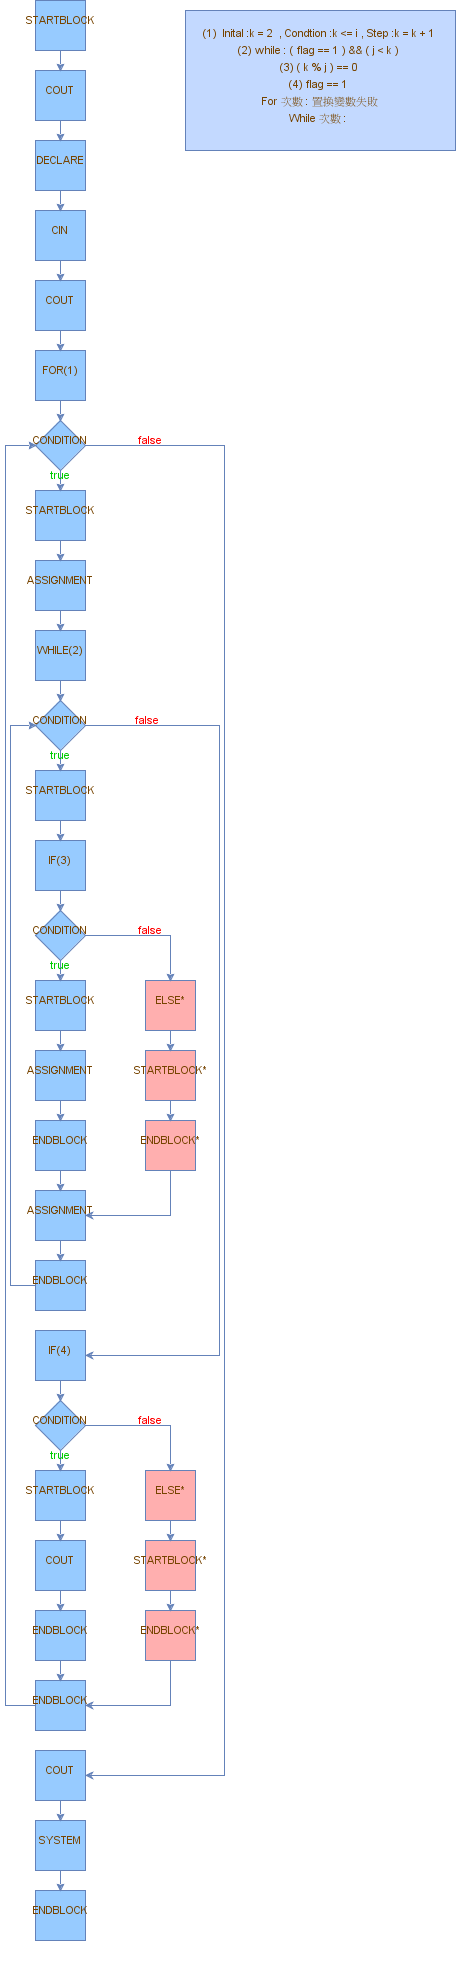 STARTBLOCK
(1) Inital :k = 2 , Condtion :k <= i , Step :k = k + 1
(2) while : ( flag == 1 ) && ( j < k )
(3) ( k % j ) == 0
(4) flag == 1
For 次數 : 置換變數失敗
While 次數 :
COUT
DECLARE
CIN
COUT
FOR(1)
CONDITION false
true
STARTBLOCK
ASSIGNMENT
WHILE(2)
CONDITION false
true
STARTBLOCK
IF(3)
CONDITION false
true
STARTBLOCK ELSE*
ASSIGNMENT STARTBLOCK*
ENDBLOCK ENDBLOCK*
ASSIGNMENT
ENDBLOCK
IF(4)
CONDITION false
true
STARTBLOCK ELSE*
COUT STARTBLOCK*
ENDBLOCK ENDBLOCK*
ENDBLOCK
COUT
SYSTEM
ENDBLOCK